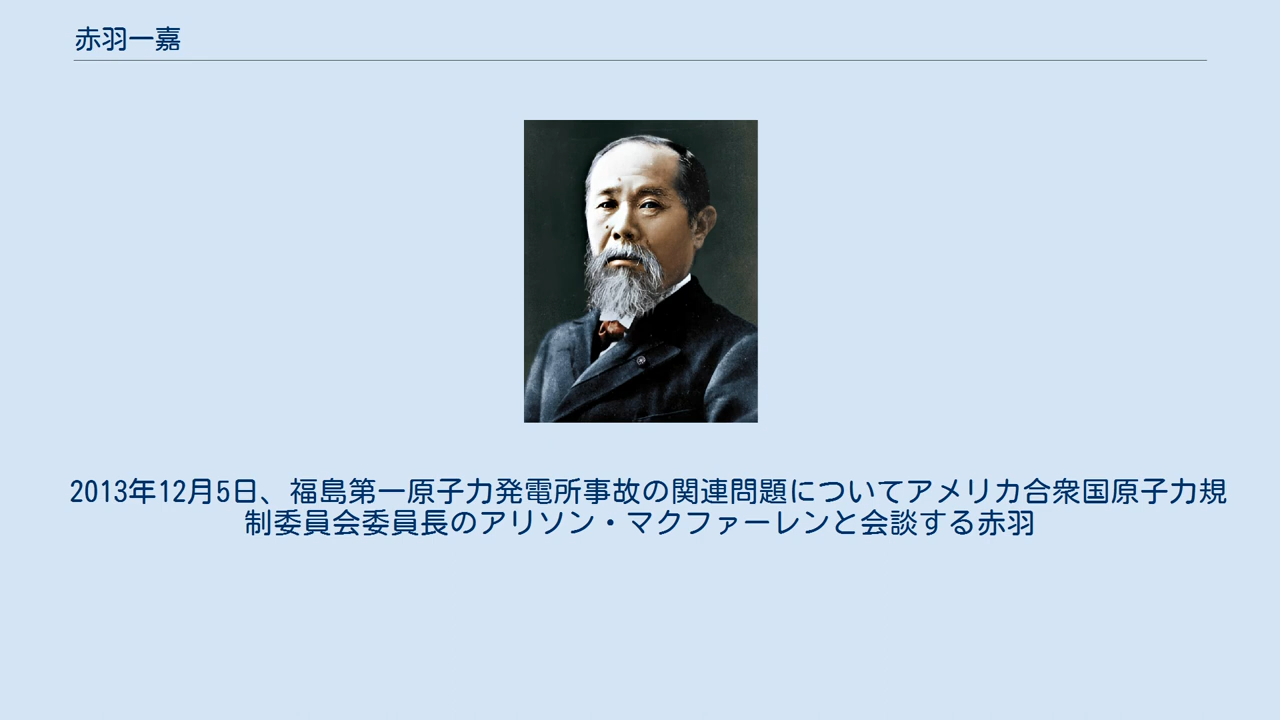 赤羽一嘉
2013年12月5日、福島第一原子力発電所事故の関連問題についてアメリカ合衆国原子力規
制委員会委員長のアリソン・マクファーレンと会談する赤羽